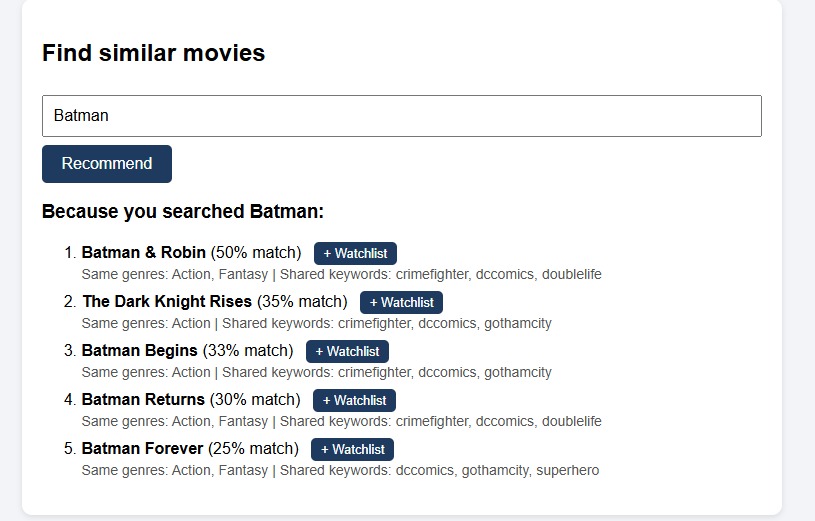 Find similar movies
Batman
Recommend
Because you searched Batman:
1. Batman & Robin (50% match) + Watchlist
Same genres: Action, Fantasy | Shared keywords: crimefighter, dccomics, doublelife
2. The Dark Knight Rises (35% match) + Watchlist
Same genres: Action | Shared keywords: crimefighter, dccomics, gothamcity
3. Batman Begins (33% match) + Watchlist
Same genres: Action | Shared keywords: crimefighter, dccomics, gothamcity
4. Batman Returns (30% match) + Watchlist
Same genres: Action, Fantasy | Shared keywords: crimefighter, dccomics, doublelife
5. Batman Forever (25% match) + Watchlist
Same genres: Action, Fantasy | Shared keywords: dccomics, gothamcity, superhero